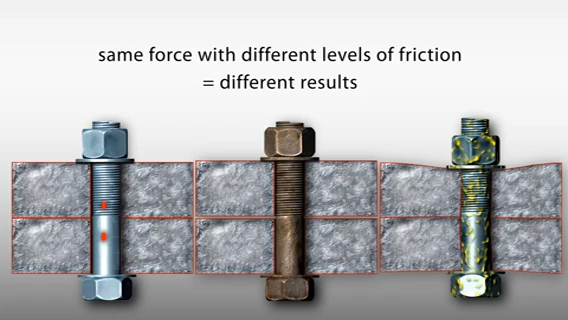 same force with different levels of friction
= different results